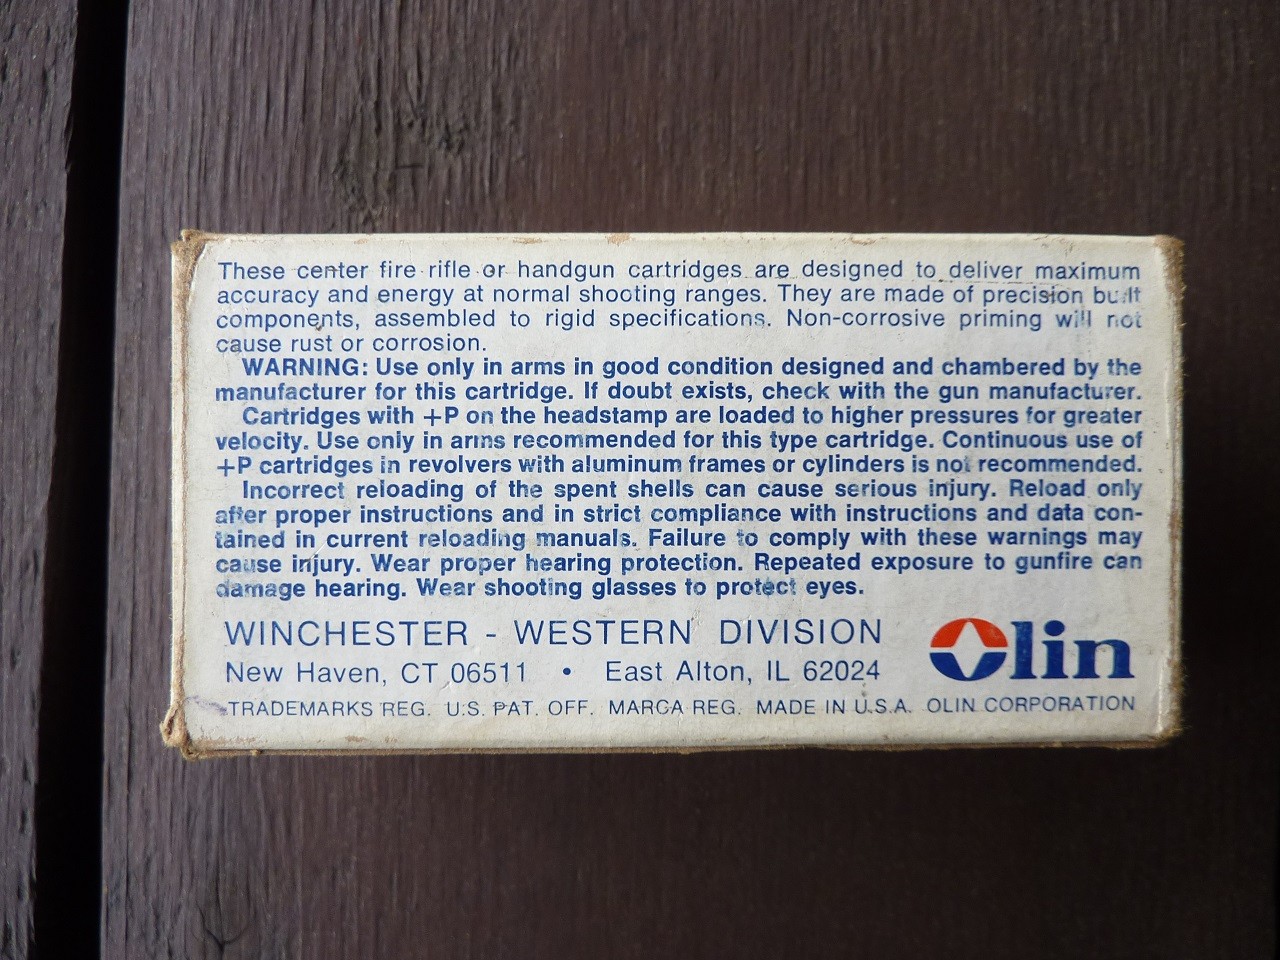 These center fire rifle or handgun cartridges are designed to deliver maximum
accuracy and energy at normal shooting ranges. They are made of precision built
components, assembled to rigid specifications. Non-corrosive priming will not
cause rust or corrosion.
WARNING: Use only in arms in good condition designed and chambered by the
manufacturer for this cartridge. If doubt exists, check with the gun manufacturer.
Cartridges with +P on the headstamp are loaded to higher pressures for greater
velocity. Use only in arms recommended for this type cartridge. Continuous use of
+P cartridges in revolvers with aluminum frames or cylinders is not recommended.
Incorrect reloading of the spent shells can cause serious injury. Reload only
after proper instructions and in strict compliance with instructions and data con-
tained in current reloading manuals. Failure to comply with these warnings may
cause injury. Wear proper hearing protection. Repeated exposure to gunfire can
damage hearing. Wear shooting glasses to protect eyes.
WINCHESTER - WESTERN DIVISION
New Haven, CT 06511 • East Alton, IL 62024
Olin
TRADEMARKS REG. U.S. PAT. OFF. MARCA REG. MADE IN U.S.A. OLIN CORPORATION